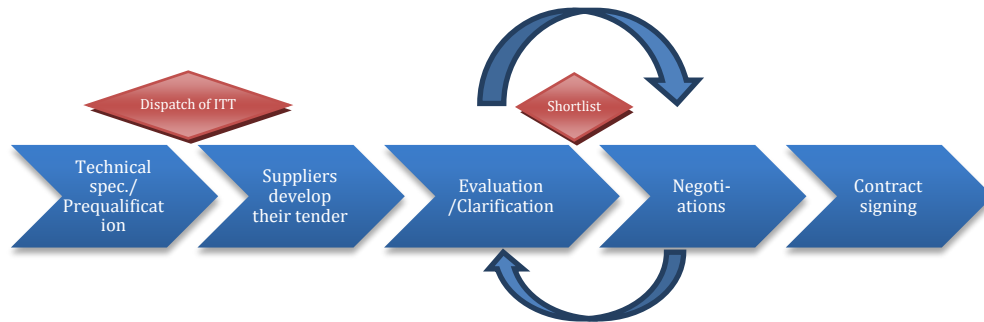 Dispatch of ITT
Shortlist
Technical
spec./
Prequalificat
ion
Suppliers
develop
their tender
Evaluation
/Clarification
Negoti-
ations
Contract
signing